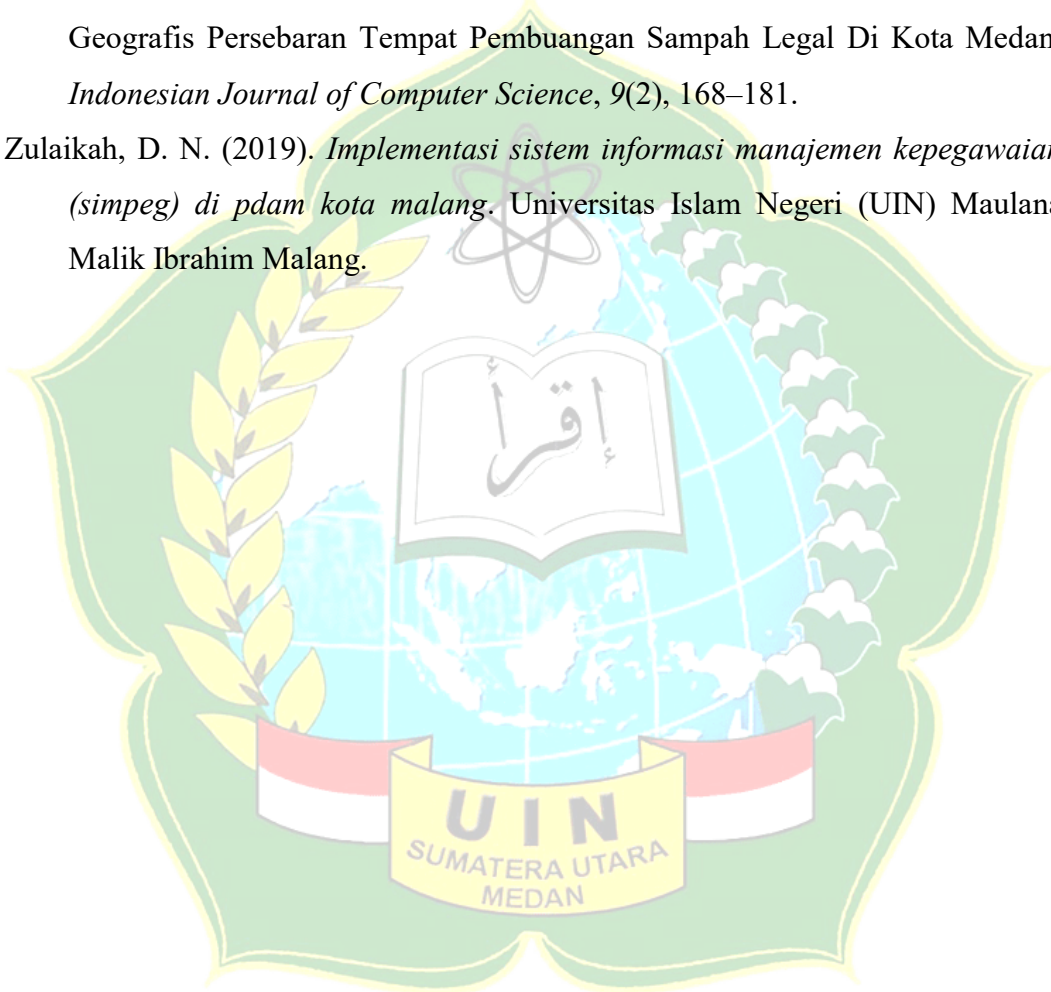 Geografis Persebaran Tempat Pembuangan Sampah Legal Di Kota Medan
Indonesian Journal of Computer Science, 9(2), 168–181.
Zulaikah, D. N. (2019). Implementasi sistem informasi manajemen kepegawaian
(simpeg) di pdam kota malang. Universitas Islam Negeri (UIN) Maulana
Malik Ibrahim Malang.
إقرأ
UIN
SUMATERA UTARA
MEDAN